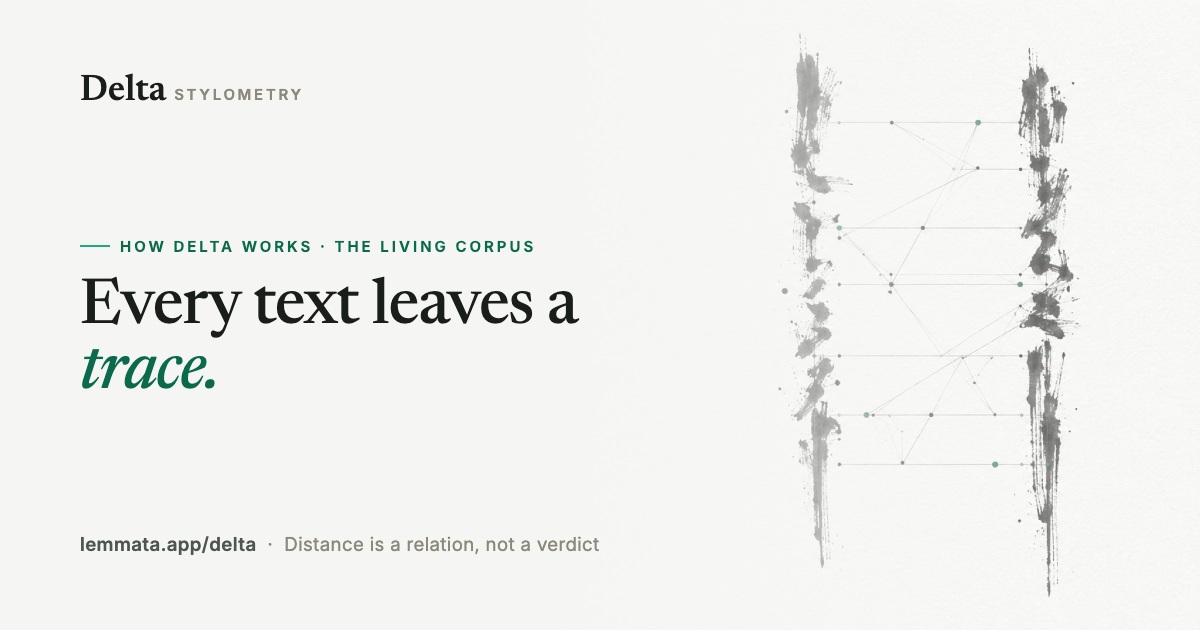 Delta STYLOMETRY
HOW DELTA WORKS · THE LIVING CORPUS
Every text leaves a
trace.
lemmata.app/delta · Distance is a relation, not a verdict